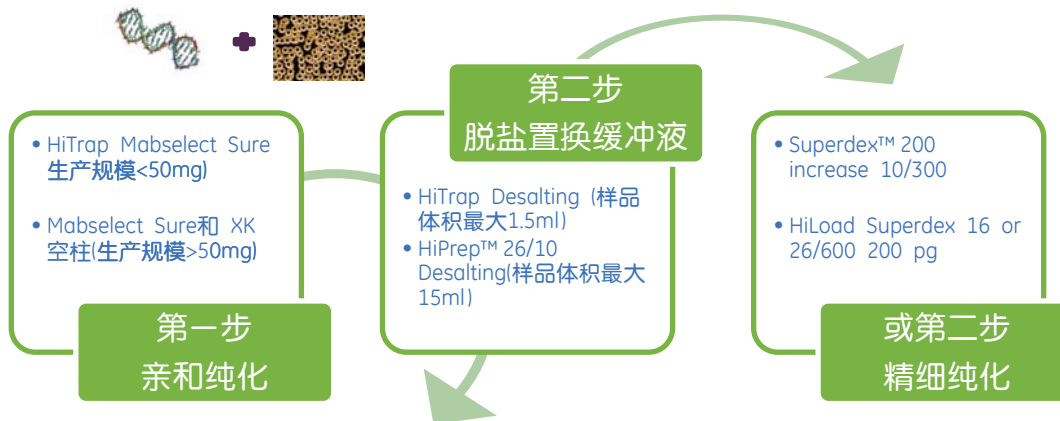 • HiTrap Mabselect Sure
生产规模<50mg)
• Mabselect Sure和 XK
空柱(生产规模>50mg)
第一步
亲和纯化
第二步
脱盐置换缓冲液
• HiTrap Desalting (样品
体积最大1.5ml)
• HiPrep™ 26/10
Desalting(样品体积最大
15ml)
• Superdex™ 200
increase 10/300
• HiLoad Superdex 16 or
26/600 200 pg
或第二步
精细纯化